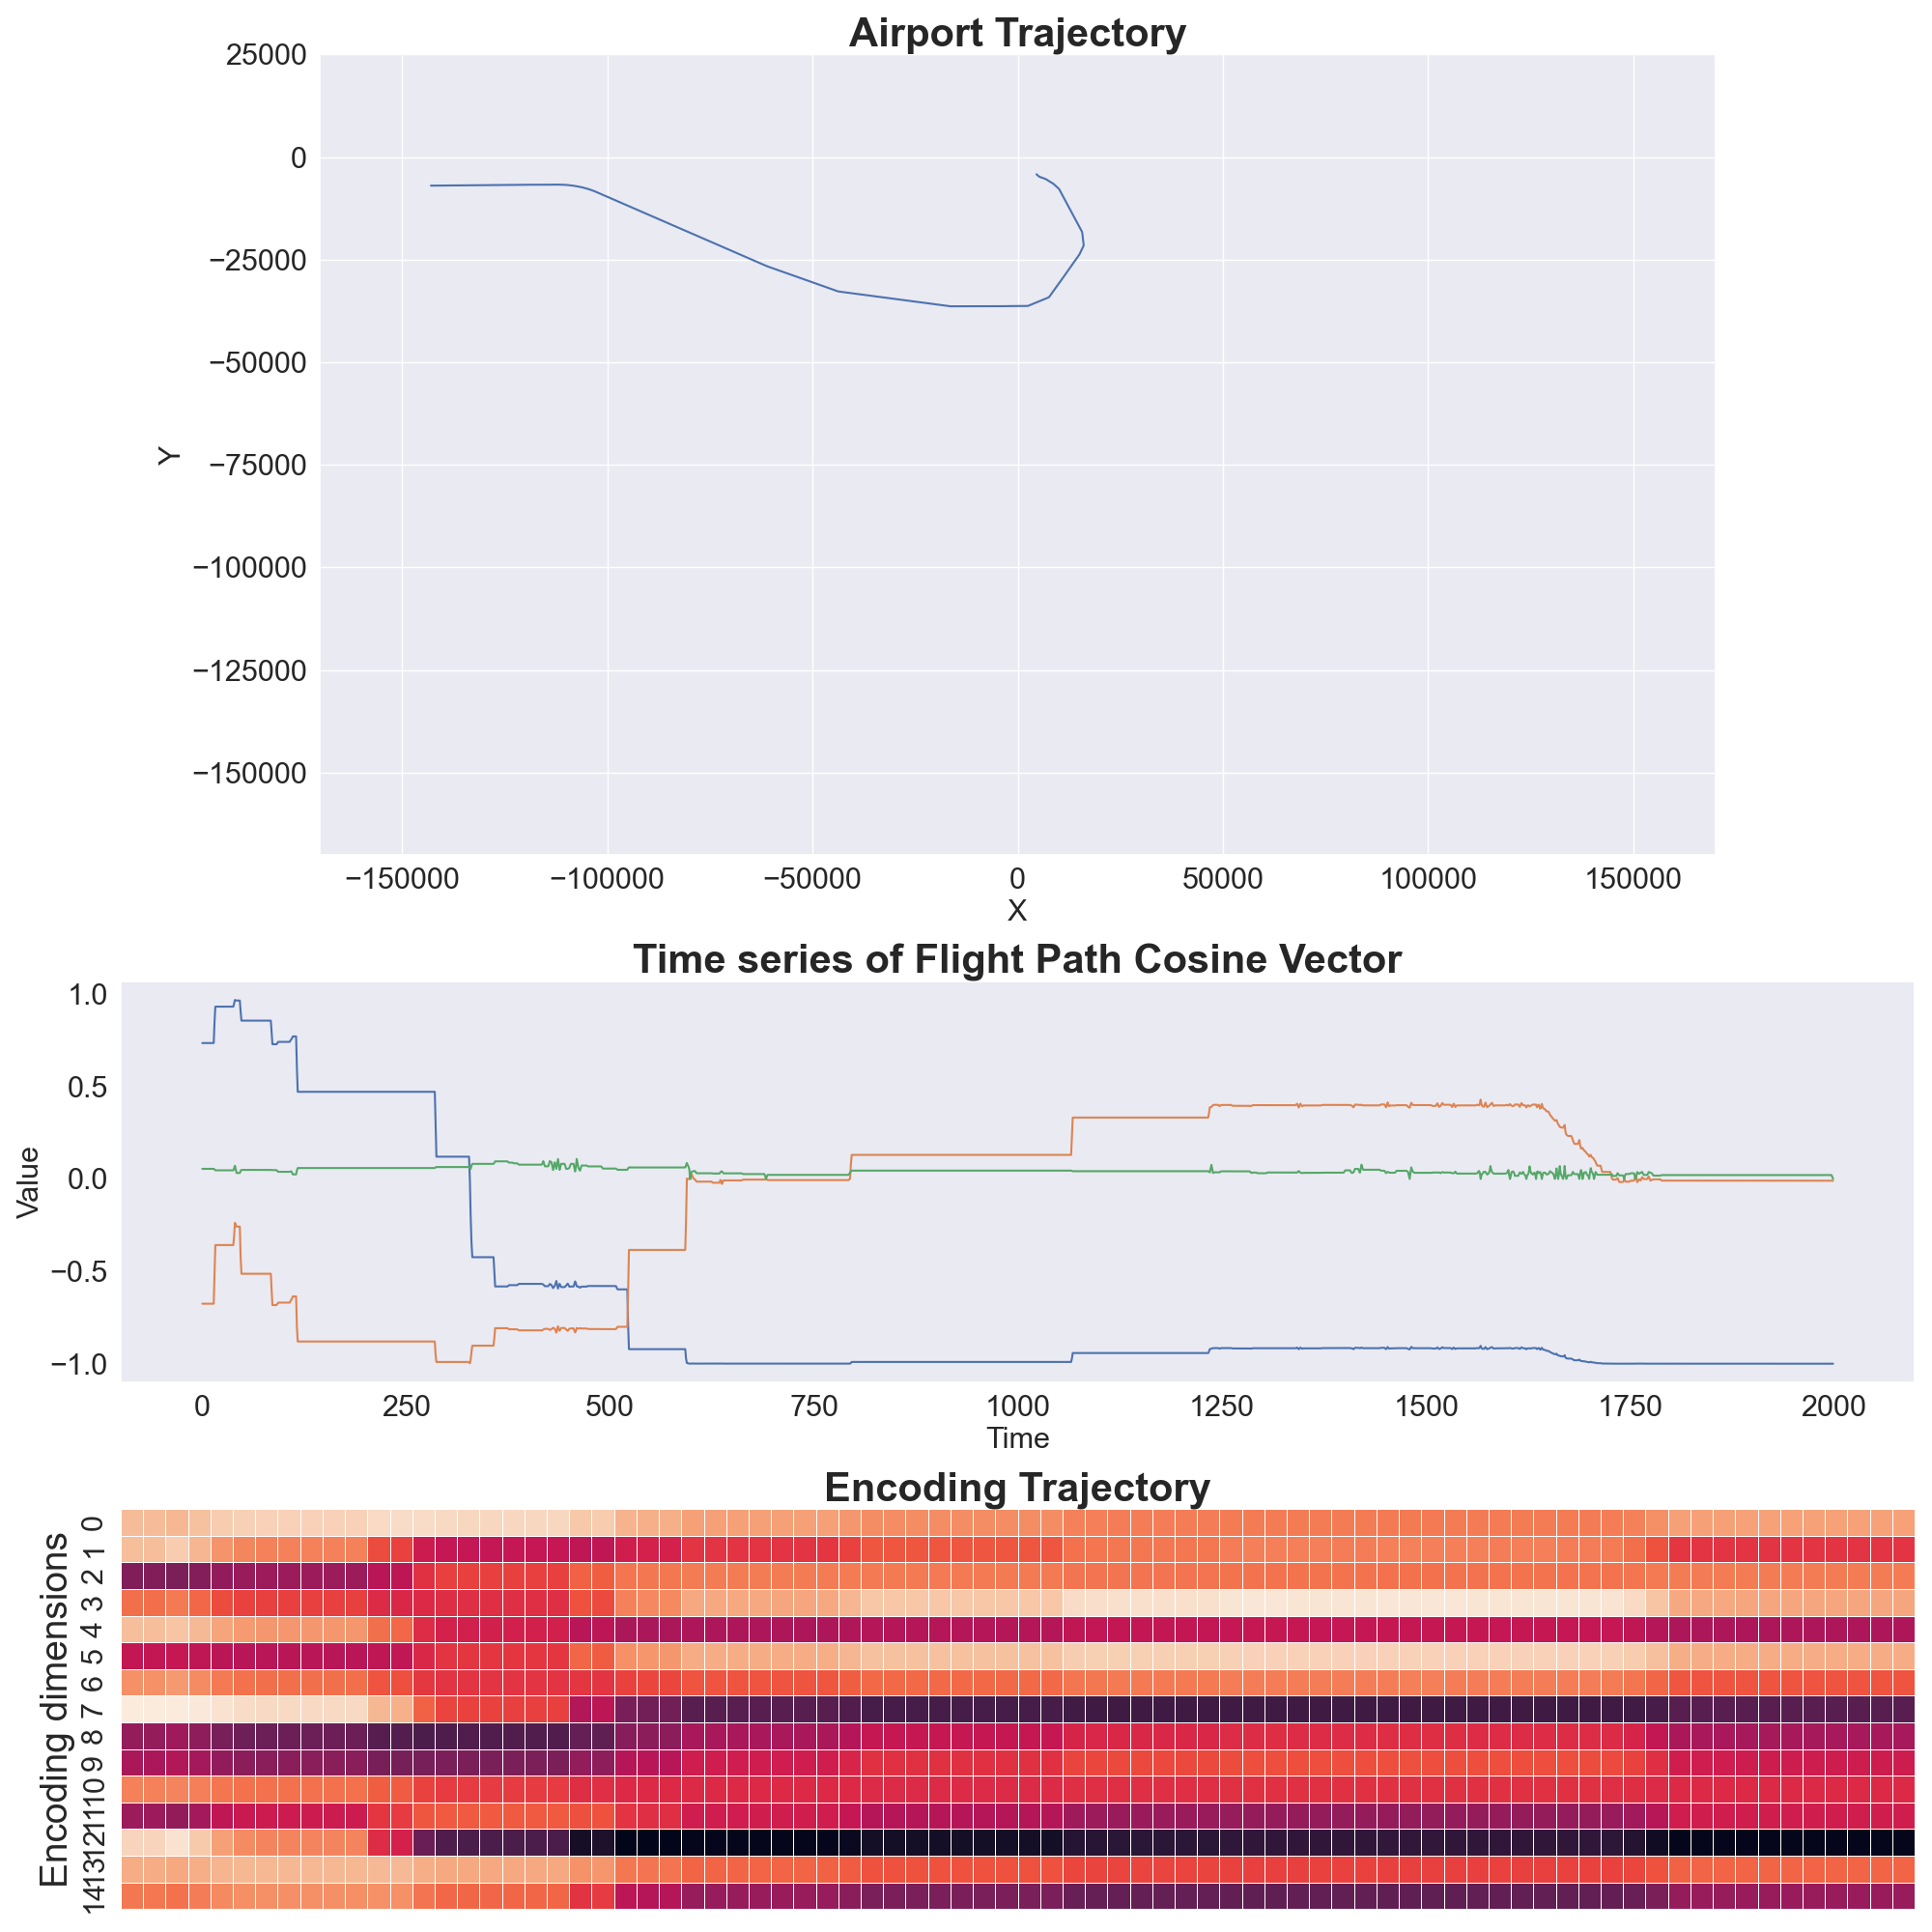 Airport Trajectory
25000
0
−25000
−50000
−75000
−100000
−125000
−150000
Y
−150000 −100000 −50000 0 50000 100000 150000
X
Time series of Flight Path Cosine Vector
1.0
0.5
0.0
−0.5
−1.0
Value
0 250 500 750 1000 1250 1500 1750 2000
Time
Encoding Trajectory
Encoding dimensions
0
1
2
3
4
5
6
7
8
9
10
11
12
13
14